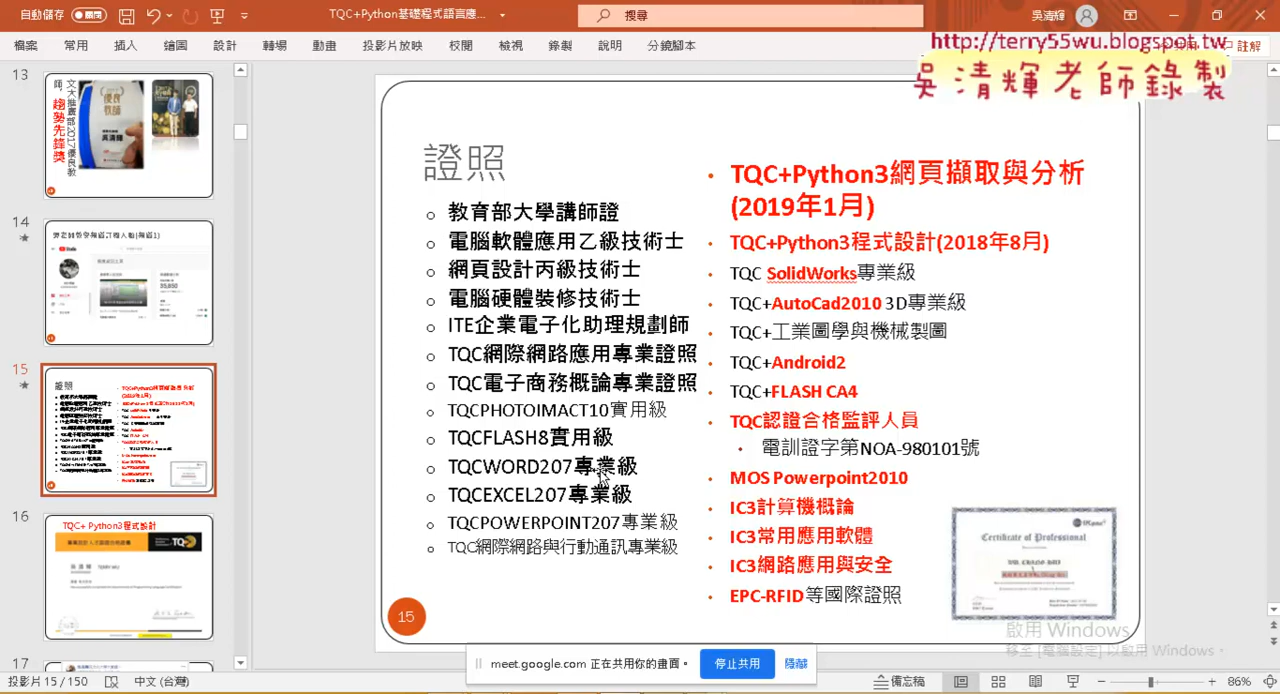 自動儲存
TQC+Python基礎程式語言應...
搜尋
吳清輝
檔案 常用 插入 繪圖 設計 轉場 動畫 投影片放映 校閱 檢視 錄製 說明 分鏡腳本
註解
http://terry55wu.blogspot.tw
吳清輝老師錄製
13
趨勢先鋒獎
14
15
16
TQC+ Python3程式設計
17
證照
教育部大學講師證
電腦軟體應用乙級技術士
網頁設計丙級技術士
電腦硬體裝修技術士
ITE企業電子化助理規劃師
TQC網際網路應用專業證照
TQC電子商務概論專業證照
TQCPHOTOIMACT10實用級
TQCFLASH8實用級
TQCWORD207專業級
TQCEXCEL207專業級
TQCPOWERPOINT207專業級
TQC網際網路與行動通訊專業級
TQC+Python3網頁擷取與分析
(2019年1月)
TQC+Python3程式設計(2018年8月)
TQC SolidWorks專業級
TQC+AutoCad2010 3D專業級
TQC+工業圖學與機械製圖
TQC+Android2
TQC+FLASH CA4
TQC認證合格監評人員
電訓證字第NOA-980101號
MOS Powerpoint2010
IC3計算機概論
IC3常用應用軟體
IC3網路應用與安全
EPC-RFID等國際證照
Certificate of Professional
15
啟用 Windows
移至 [電腦設定] 以啟用 Windows。
meet.google.com 正在共用你的畫面。 停止共用 隱藏
投影片 15 / 150 中文 (台灣) 備忘稿 86%